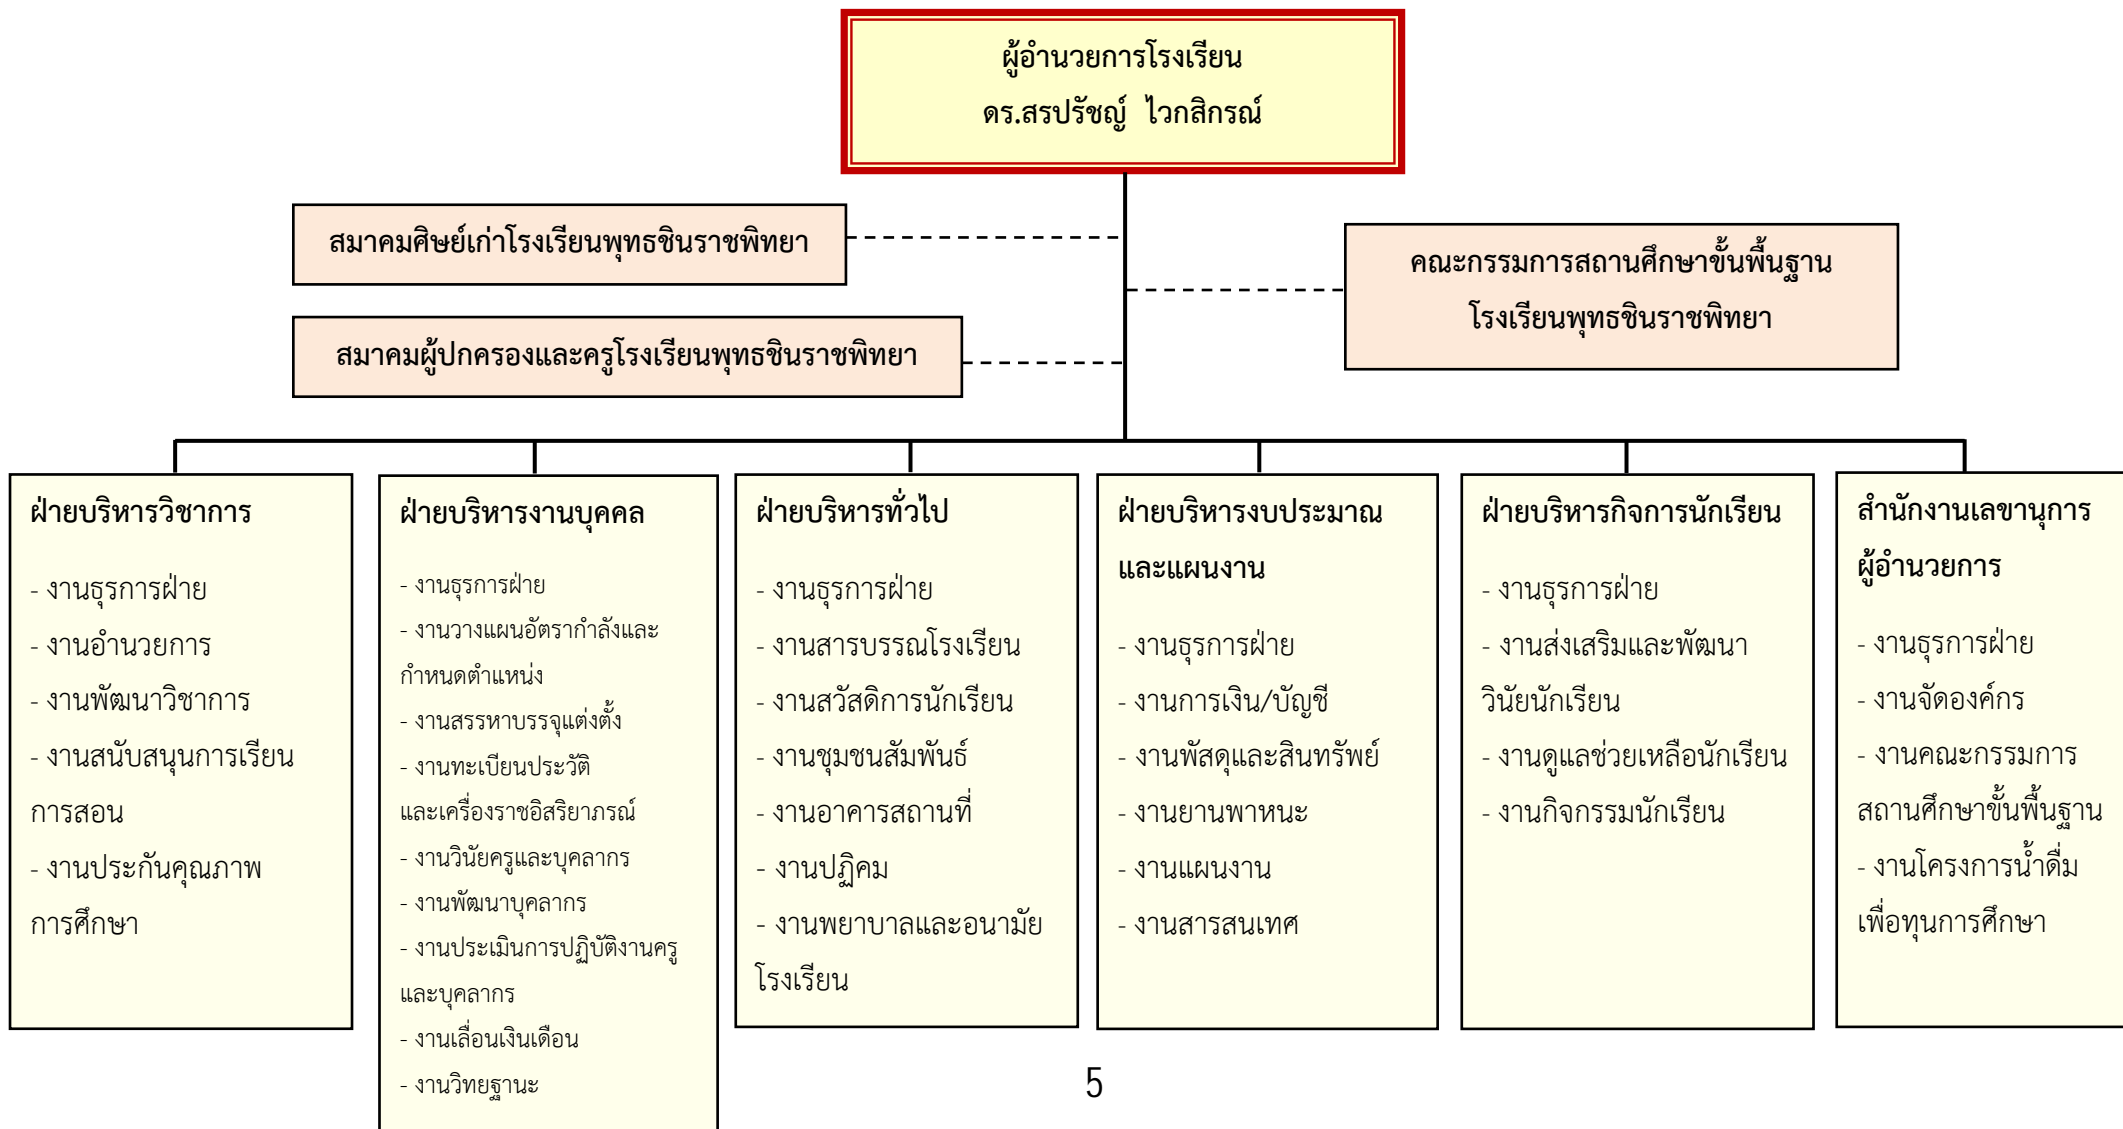 ผู้อำนวยการโรงเรียน
ดร.สรปรัชญ์ ไวกสิกรณ์
สมาคมศิษย์เก่าโรงเรียนพุทธชินราชพิทยา
คณะกรรมการสถานศึกษาขั้นพื้นฐาน
โรงเรียนพุทธชินราชพิทยา
สมาคมผู้ปกครองและครูโรงเรียนพุทธชินราชพิทยา
ฝ่ายบริหารวิชาการ
- งานธุรการฝ่าย
- งานอำนวยการ
- งานพัฒนาวิชาการ
- งานสนับสนุนการเรียน
การสอน
- งานประกันคุณภาพ
การศึกษา
ฝ่ายบริหารงานบุคคล
- งานธุรการฝ่าย
- งานวางแผนอัตรากำลังและ
กำหนดตำแหน่ง
- งานสรรหาบรรจุแต่งตั้ง
- งานทะเบียนประวัติ
และเครื่องราชอิสริยาภรณ์
- งานวินัยครูและบุคลากร
- งานพัฒนาบุคลากร
- งานประเมินการปฏิบัติงานครู
และบุคลากร
- งานเลื่อนเงินเดือน
- งานวิทยฐานะ
ฝ่ายบริหารทั่วไป
- งานธุรการฝ่าย
- งานสารบรรณโรงเรียน
- งานสวัสดิการนักเรียน
- งานชุมชนสัมพันธ์
- งานอาคารสถานที่
- งานปฏิคม
- งานพยาบาลและอนามัย
โรงเรียน
ฝ่ายบริหารงบประมาณ
และแผนงาน
- งานธุรการฝ่าย
- งานการเงิน/บัญชี
- งานพัสดุและสินทรัพย์
- งานยานพาหนะ
- งานแผนงาน
- งานสารสนเทศ
ฝ่ายบริหารกิจการนักเรียน
- งานธุรการฝ่าย
- งานส่งเสริมและพัฒนา
วินัยนักเรียน
- งานดูแลช่วยเหลือนักเรียน
- งานกิจกรรมนักเรียน
สำนักงานเลขานุการ
ผู้อำนวยการ
- งานธุรการฝ่าย
- งานจัดองค์กร
- งานคณะกรรมการ
สถานศึกษาขั้นพื้นฐาน
- งานโครงการน้ำดื่ม
เพื่อทุนการศึกษา
5